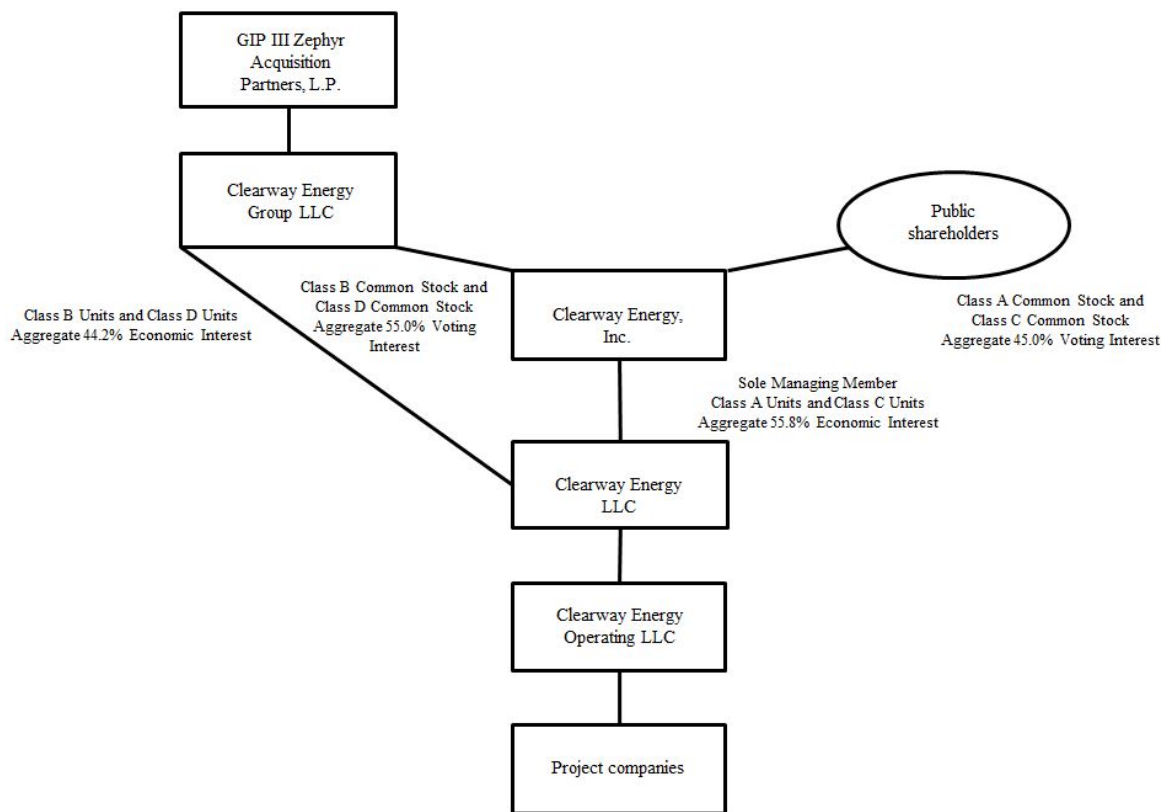 GIP III Zephyr
Acquisition
Partners, L.P.
Clearway Energy
Group LLC
Public
shareholders
Class B Units and Class D Units
Aggregate 44.2% Economic Interest
Class B Common Stock and
Class D Common Stock
Aggregate 55.0% Voting
Interest
Clearway Energy,
Inc.
Class A Common Stock and
Class C Common Stock
Aggregate 45.0% Voting Interest
Sole Managing Member
Class A Units and Class C Units
Aggregate 55.8% Economic Interest
Clearway Energy
LLC
Clearway Energy
Operating LLC
Project companies